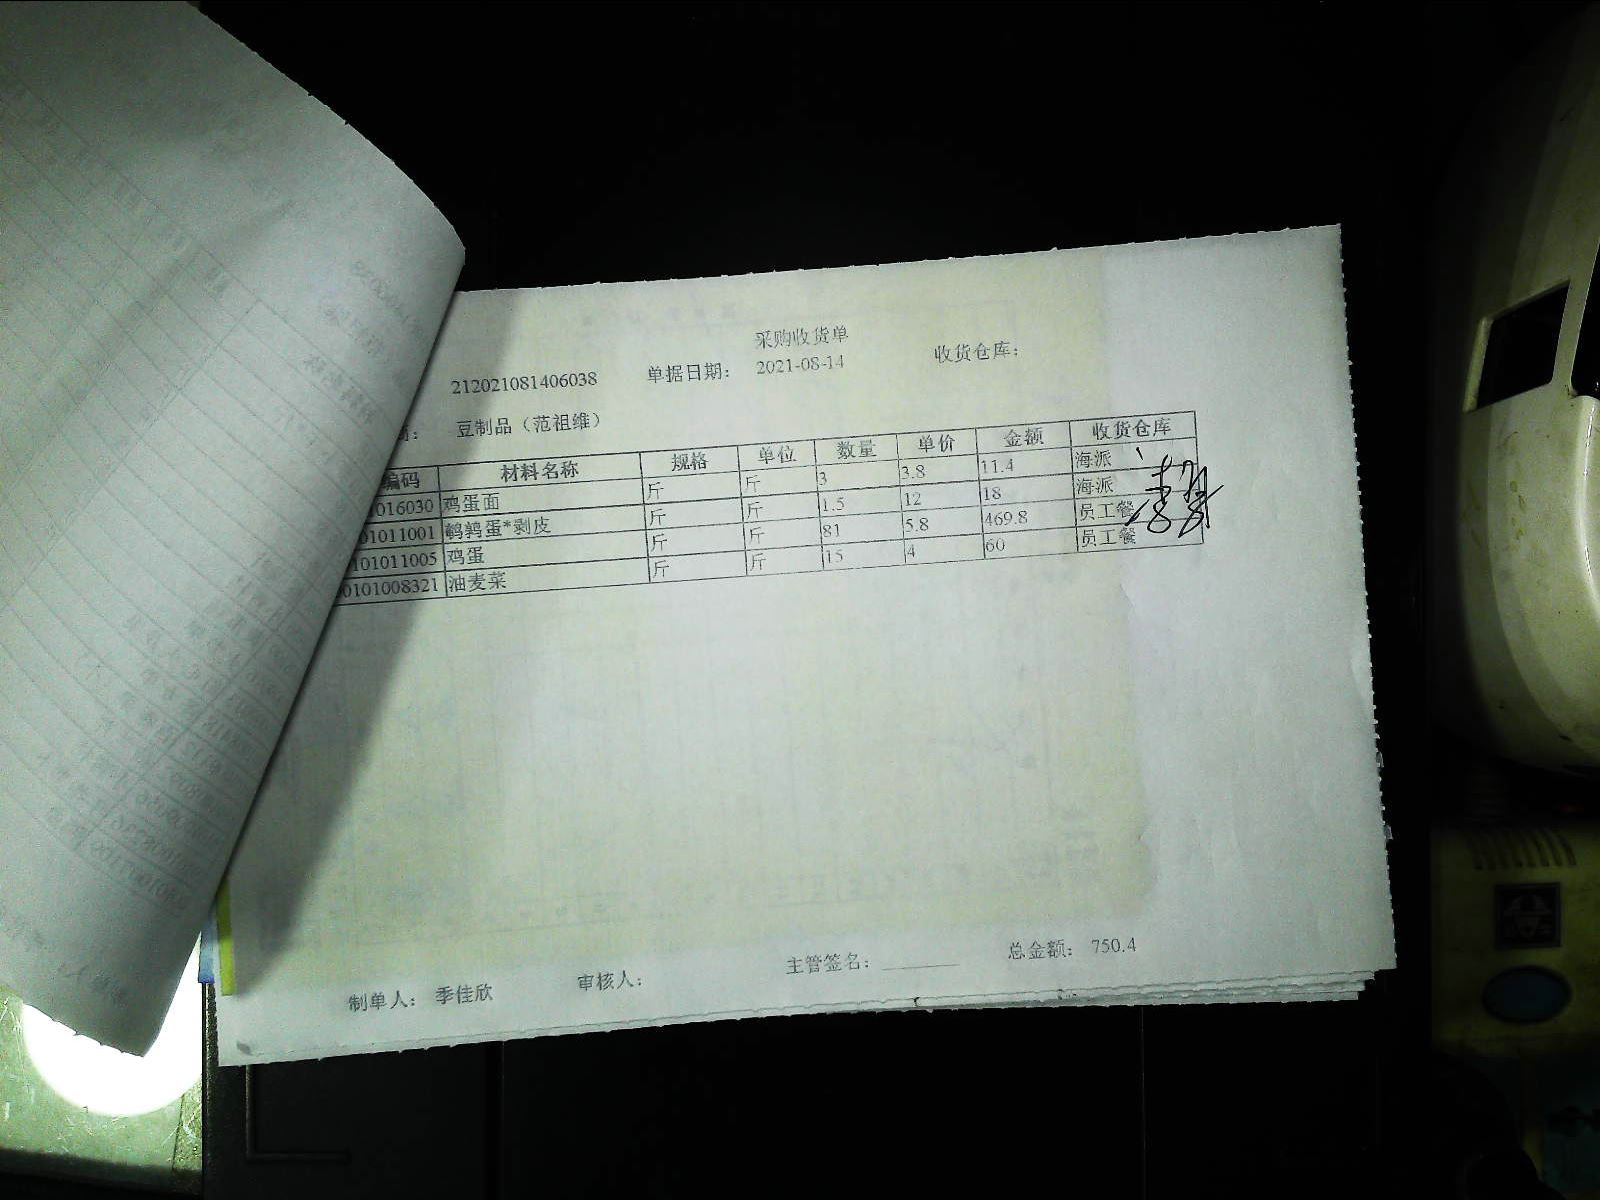 采购收货单
212021081406038 单据日期： 2021-08-14 收货仓库：
豆制品（范祖维）
编码 材料名称 规格 单位 数量 单价 金额 收货仓库
016030 鸡蛋面 斤 斤 3 3.8 11.4 海派
01011001 鹌鹑蛋*剥皮 斤 斤 1.5 12 18 海派
101011005 鸡蛋 斤 斤 81 5.8 469.8 员工餐
0101008321 油麦菜 斤 斤 15 4 60 员工餐
制单人： 季佳欣 审核人： 主管签名： 总金额： 750.4